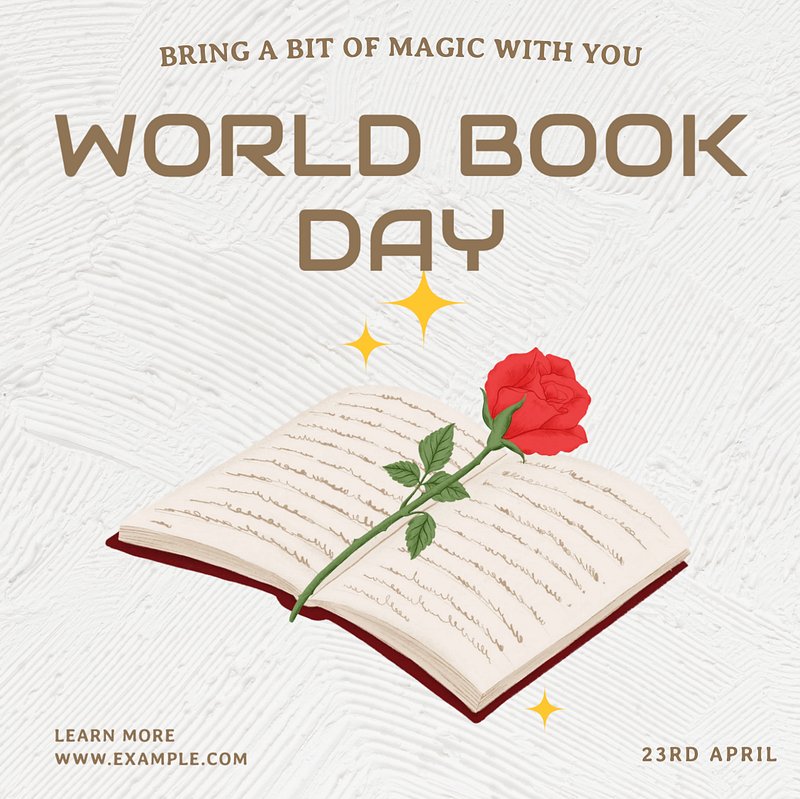 BRING A BIT OF MAGIC WITH YOU
WORLD BOOK
DAY
LEARN MORE
WWW.EXAMPLE.COM
23RD APRIL